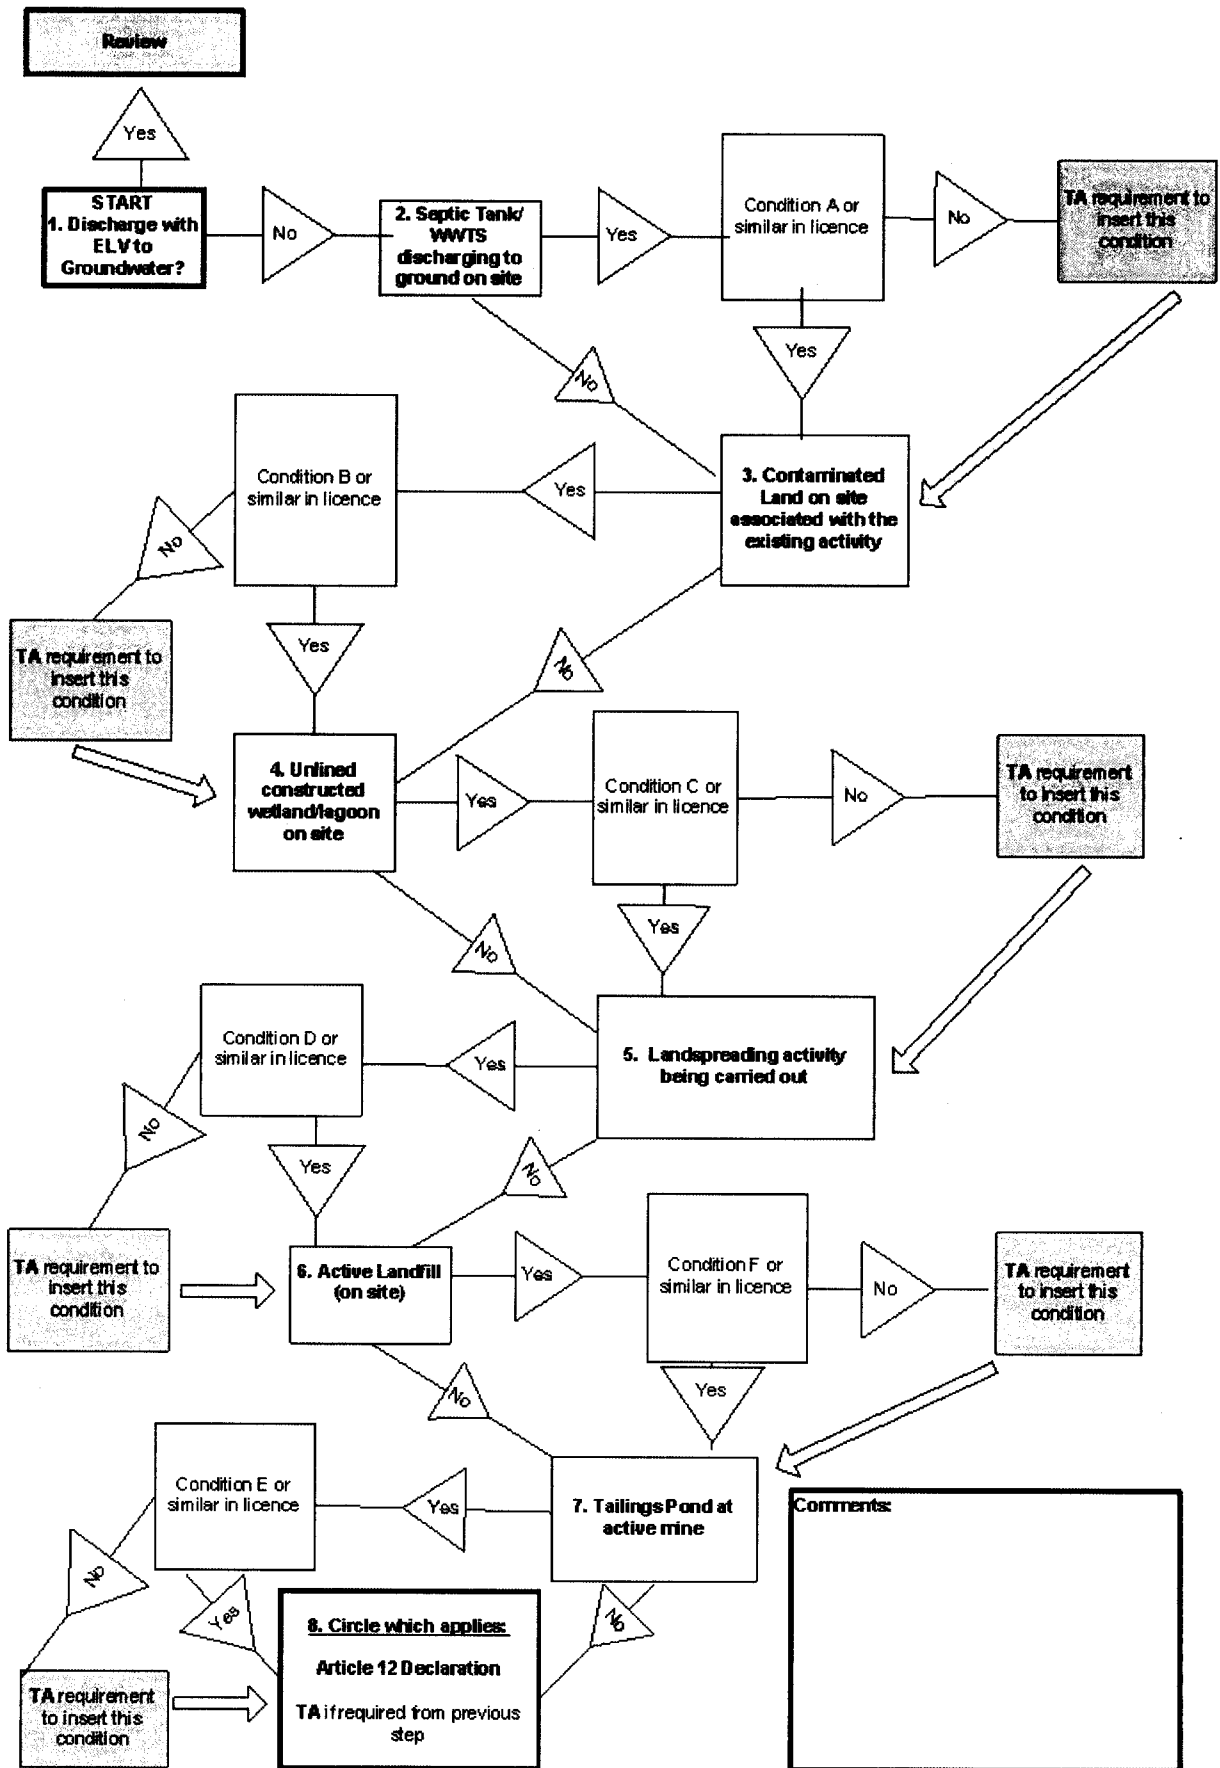 Review
Yes
START
1. Discharge with
ELV to
Groundwater?
No
2. Septic Tank/
WWTS
discharging to
ground on site
Yes
Condition A or
similar in licence
No
TA requirement to
insert this
condition
Yes
No
3. Contaminated
Land on site
associated with the
existing activity
Yes
Condition B or
similar in licence
No
TA requirement to
insert this
condition
Yes
No
4. Unlined
constructed
wetland/lagoon
on site
Yes
Condition C or
similar in licence
No
TA requirement
to insert this
condition
Yes
No
5. Landspreading activity
being carried out
Yes
Condition D or
similar in licence
No
TA requirement to
insert this
condition
Yes
No
6. Active Landfill
(on site)
Yes
Condition F or
similar in licence
No
TA requirement
to insert this
condition
Yes
No
7. Tailings Pond at
active mine
Yes
Condition E or
similar in licence
No
TA requirement
to insert this
condition
Yes
No
8. Circle which applies:
Article 12 Declaration
TA if required from previous
step
Comments: